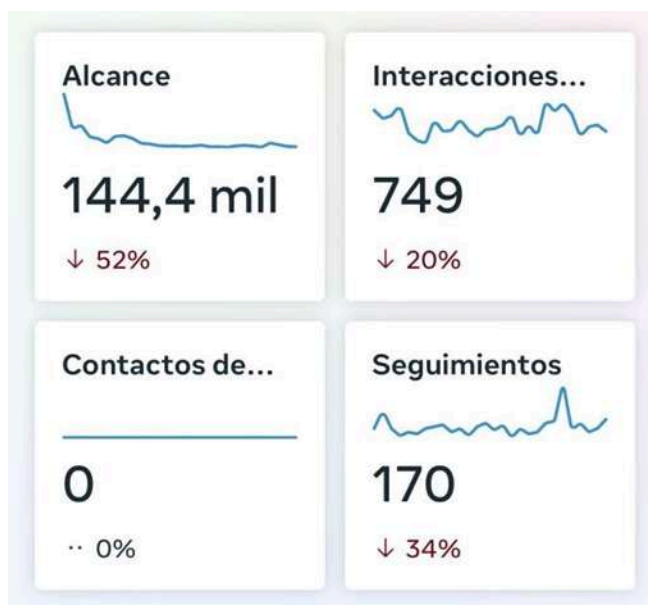 Alcance
144,4 mil
↓ 52%
Interacciones...
749
↓ 20%
Contactos de...
0
·· 0%
Seguimientos
170
↓ 34%